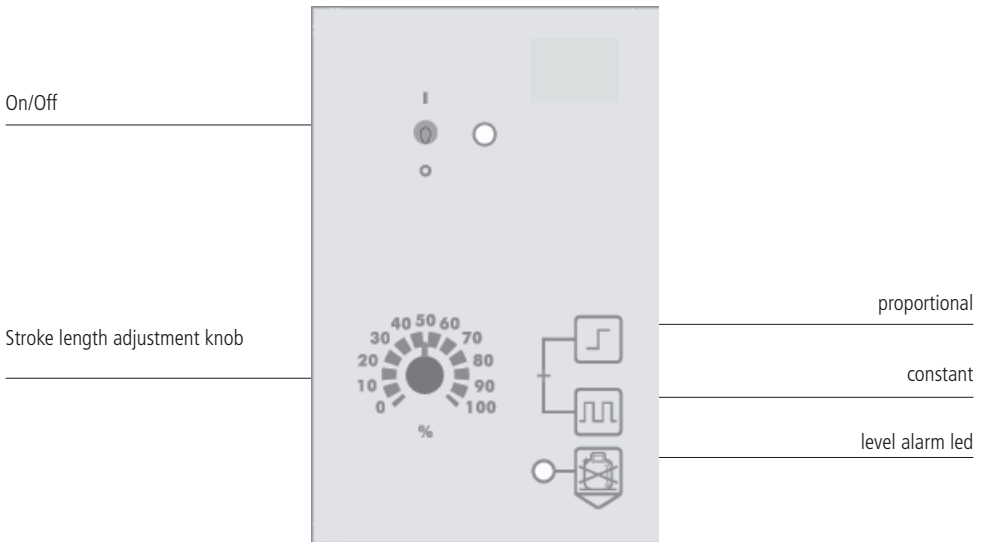 On/Off
I
O
proportional
Stroke length adjustment knob
40 50 60
30 70
20 80
constant
10 90
0 100
%
level alarm led